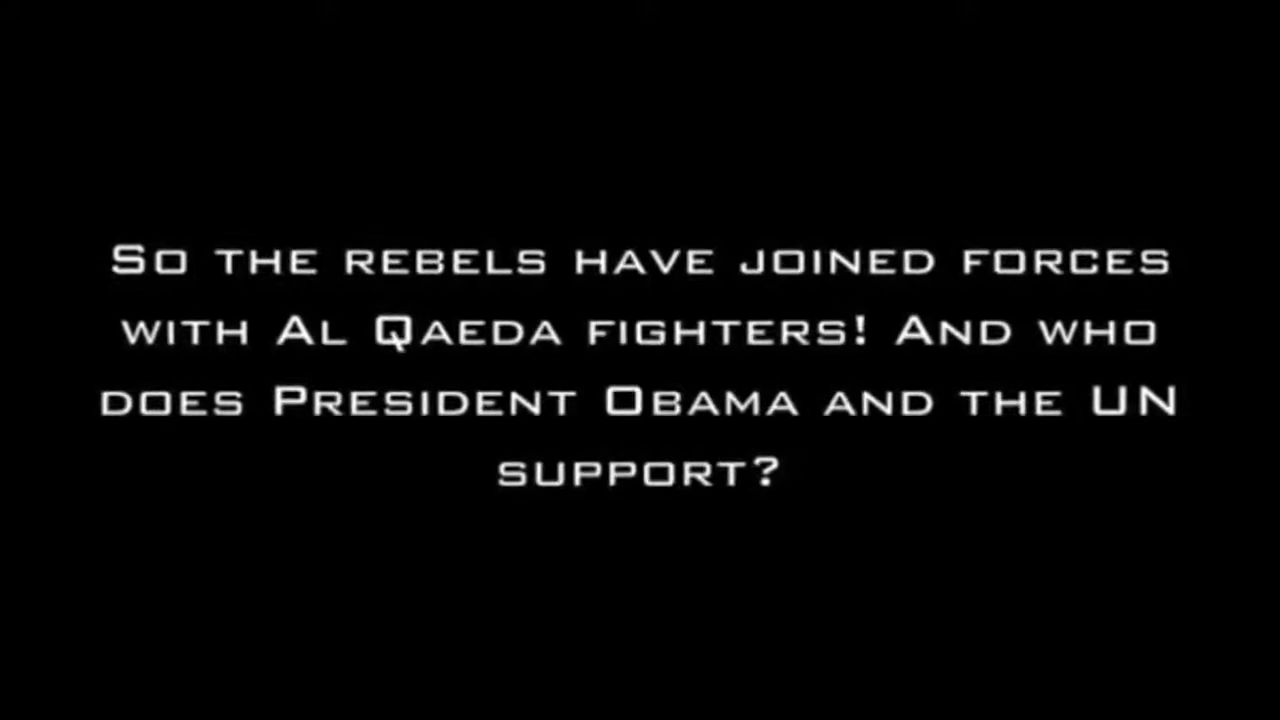 So the rebels have joined forces
with Al Qaeda fighters! And who
does President Obama and the UN
support?